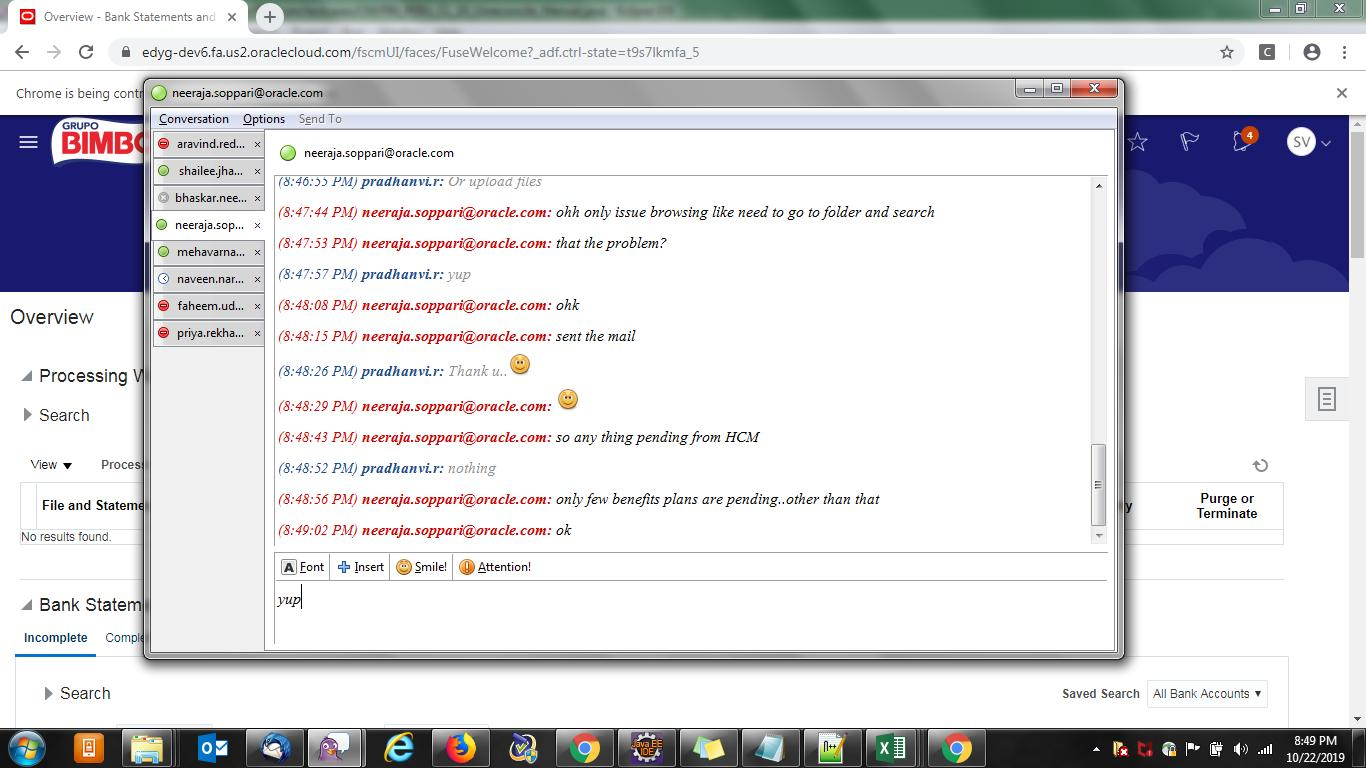 Overview - Bank Statements and
edyg-dev6.fa.us2.oraclecloud.com/fscmUI/faces/FuseWelcome?_adf.ctrl-state=t9s7lkmfa_5
C
Chrome is being contr
neeraja.soppari@oracle.com
Conversation Options Send To
GRUPO
BIMBO
4
SV
aravind.red...
shailee.jha...
bhaskar.nee...
neeraja.sop...
mehavarna...
naveen.nar...
faheem.ud...
priya.rekha...
neeraja.soppari@oracle.com
(8:46:55 PM) pradhanvi.r: Or upload files
(8:47:44 PM) neeraja.soppari@oracle.com: ohh only issue browsing like need to go to folder and search
(8:47:53 PM) neeraja.soppari@oracle.com: that the problem?
(8:47:57 PM) pradhanvi.r: yup
(8:48:08 PM) neeraja.soppari@oracle.com: ohk
(8:48:15 PM) neeraja.soppari@oracle.com: sent the mail
(8:48:26 PM) pradhanvi.r: Thank u..
(8:48:29 PM) neeraja.soppari@oracle.com:
(8:48:43 PM) neeraja.soppari@oracle.com: so any thing pending from HCM
(8:48:52 PM) pradhanvi.r: nothing
(8:48:56 PM) neeraja.soppari@oracle.com: only few benefits plans are pending..other than that
(8:49:02 PM) neeraja.soppari@oracle.com: ok
Font Insert Smile! Attention!
yup
Overview
Processing W
Search
View Process
File and Stateme
y
Purge or
Terminate
No results found.
Bank Statem
Incomplete Comple
Search
Saved Search All Bank Accounts
Java EE
IDE
8:49 PM
10/22/2019